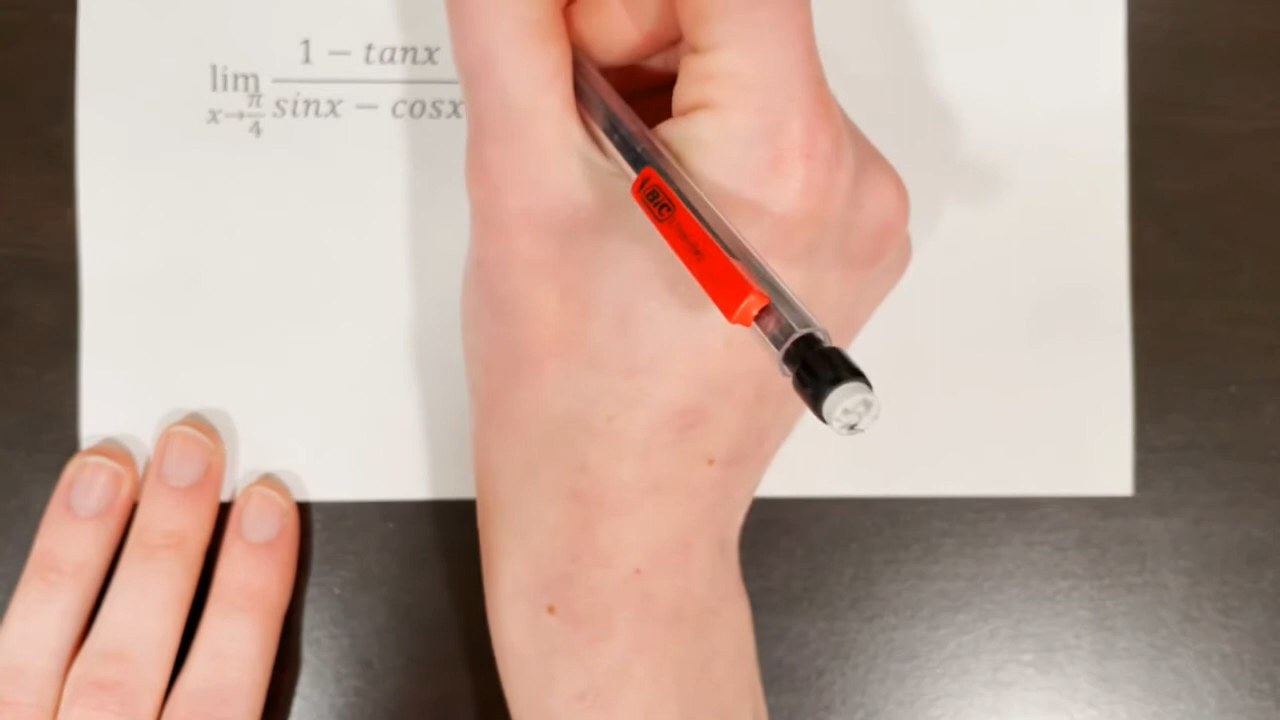 lim x→π/4 (1 − tanx)/(sinx − cosx)
BIC